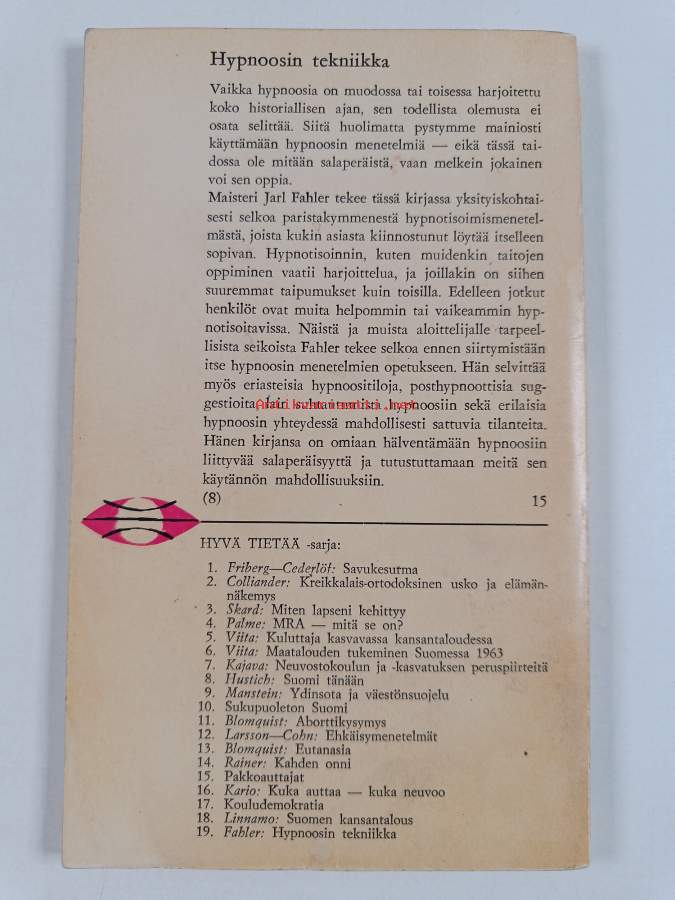 Hypnoosin tekniikka
Vaikka hypnoosia on muodossa tai toisessa harjoitettu
koko historiallisen ajan, sen todellista olemusta ei
osata selittää. Siitä huolimatta pystymme mainiosti
käyttämään hypnoosin menetelmiä — eikä tässä tai-
dossa ole mitään salaperäistä, vaan melkein jokainen
voi sen oppia.
Maisteri Jarl Fahler tekee tässä kirjassa yksityiskohtai-
sesti selkoa paristakymmenestä hypnotisoimismenetel-
mästä, joista kukin asiasta kiinnostunut löytää itselleen
sopivan. Hypnotisoinnin, kuten muidenkin taitojen
oppiminen vaatii harjoittelua, ja joillakin on siihen
suuremmat taipumukset kuin toisilla. Edelleen jotkut
henkilöt ovat muita helpommin tai vaikeammin hyp-
notisoitavissa. Näistä ja muista aloittelijalle tarpeel-
lisista seikoista Fahler tekee selkoa ennen siirtymistään
itse hypnoosin menetelmien opetukseen. Hän selvittää
myös eriasteisia hypnoositiloja, posthypnoottisia sug-
gestioita, lain suhtautumista hypnoosiin sekä erilaisia
Antikvariaatti.net
hypnoosin yhteydessä mahdollisesti sattuvia tilanteita.
Hänen kirjansa on omiaan hälventämään hypnoosiin
liittyvää salaperäisyyttä ja tutustuttamaan meitä sen
käytännön mahdollisuuksiin.
(8) 15
HYVÄ TIETÄÄ -sarja:
1. Friberg—Cederlöf: Savukesurma
2. Colliander: Kreikkalais-ortodoksinen usko ja elämän-
näkemys
3. Skard: Miten lapseni kehittyy
4. Palme: MRA — mitä se on?
5. Viita: Kuluttaja kasvavassa kansantaloudessa
6. Viita: Maatalouden tukeminen Suomessa 1963
7. Kajava: Neuvostokoulun ja -kasvatuksen peruspiirteitä
8. Hustich: Suomi tänään
9. Manstein: Ydinsota ja väestönsuojelu
10. Sukupuoleton Suomi
11. Blomquist: Aborttikysymys
12. Larsson—Cohn: Ehkäisymenetelmät
13. Blomquist: Eutanasia
14. Rainer: Kahden onni
15. Pakkoauttajat
16. Kario: Kuka auttaa — kuka neuvoo
17. Kouludemokratia
18. Linnamo: Suomen kansantalous
19. Fahler: Hypnoosin tekniikka